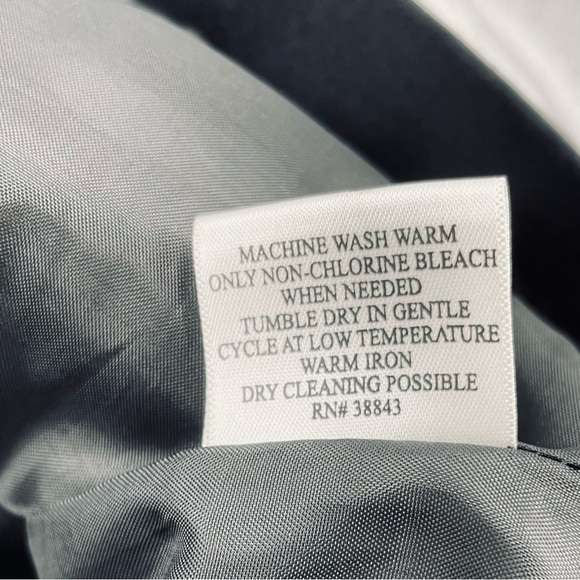 MACHINE WASH WARM
ONLY NON-CHLORINE BLEACH
WHEN NEEDED
TUMBLE DRY IN GENTLE
CYCLE AT LOW TEMPERATURE
WARM IRON
DRY CLEANING POSSIBLE
RN# 38843